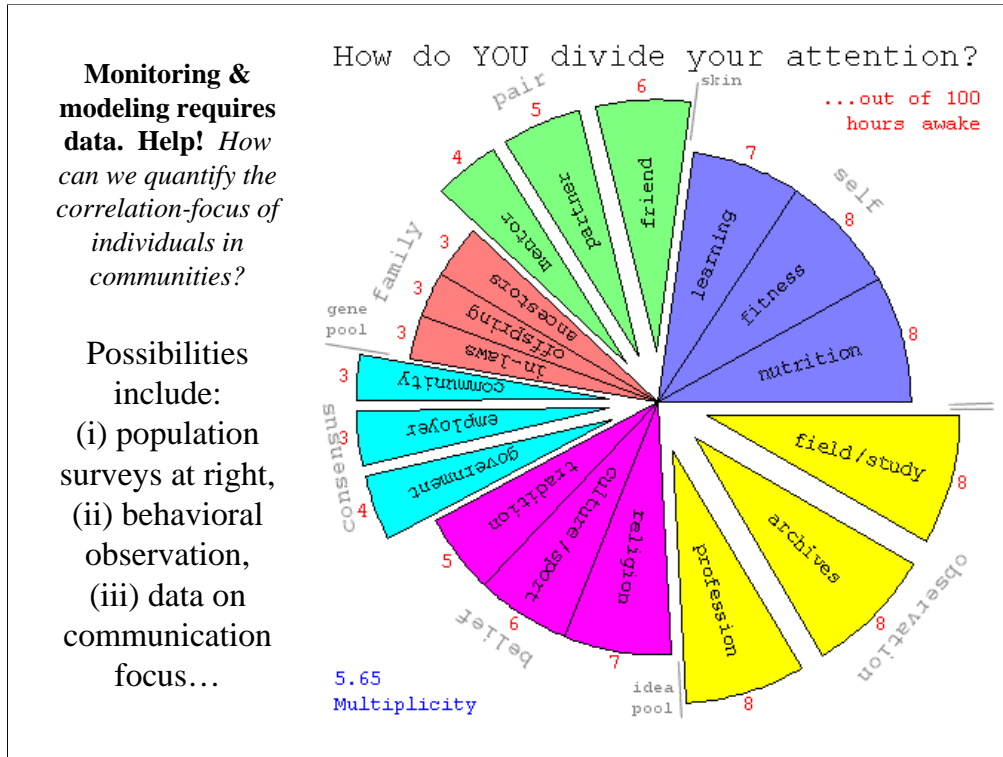 Monitoring &
modeling requires
data. Help! How
can we quantify the
correlation-focus of
individuals in
communities?
Possibilities
include:
(i) population
surveys at right,
(ii) behavioral
observation,
(iii) data on
communication
focus…
How do YOU divide your attention?
...out of 100
hours awake
skin
pair
6
5
4
friend
partner
mentor
self
7
8
8
learning
fitness
nutrition
family
3
3
3
ancestors
offspring
in-laws
gene
pool
consensus
3
3
4
community
employer
government
belief
5
6
7
tradition
culture/sport
religion
idea
pool
observation
8
8
8
profession
archives
field/study
5.65
Multiplicity